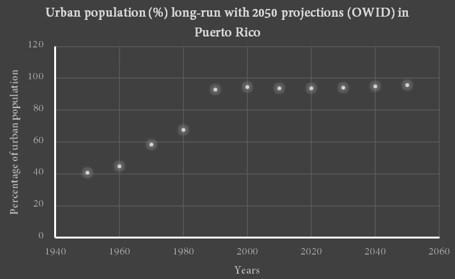 Urban population (%) long-run with 2050 projections (OWID) in
Puerto Rico
120
100
80
60
40
20
0
Percentage of urban population
1940 1960 1980 2000 2020 2040 2060
Years